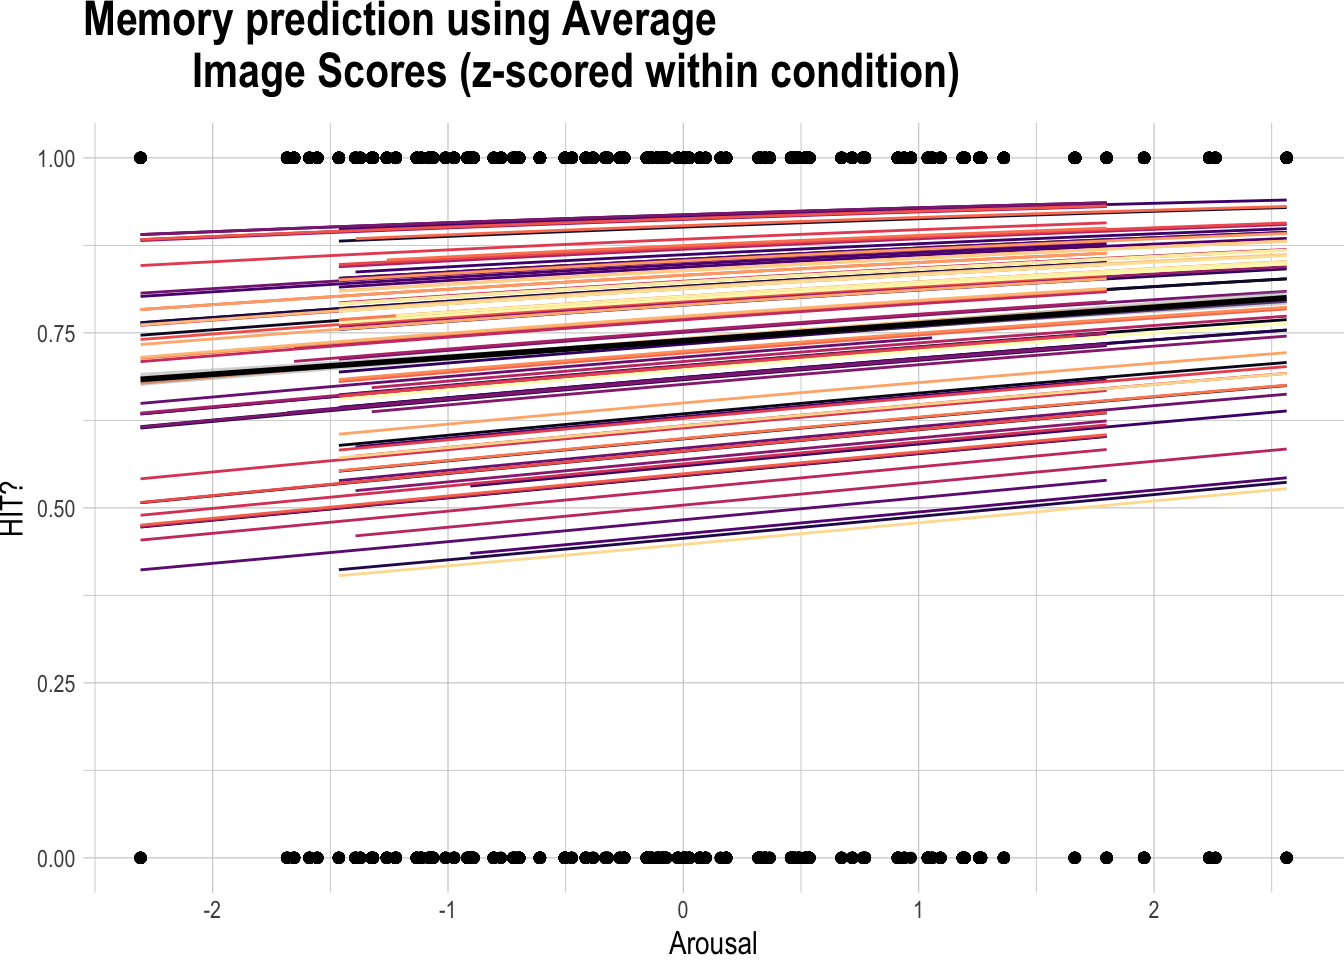 Memory prediction using Average
Image Scores (z-scored within condition)
1.00
0.75
0.50
0.25
0.00
HIT?
-2
-1
0
1
2
Arousal